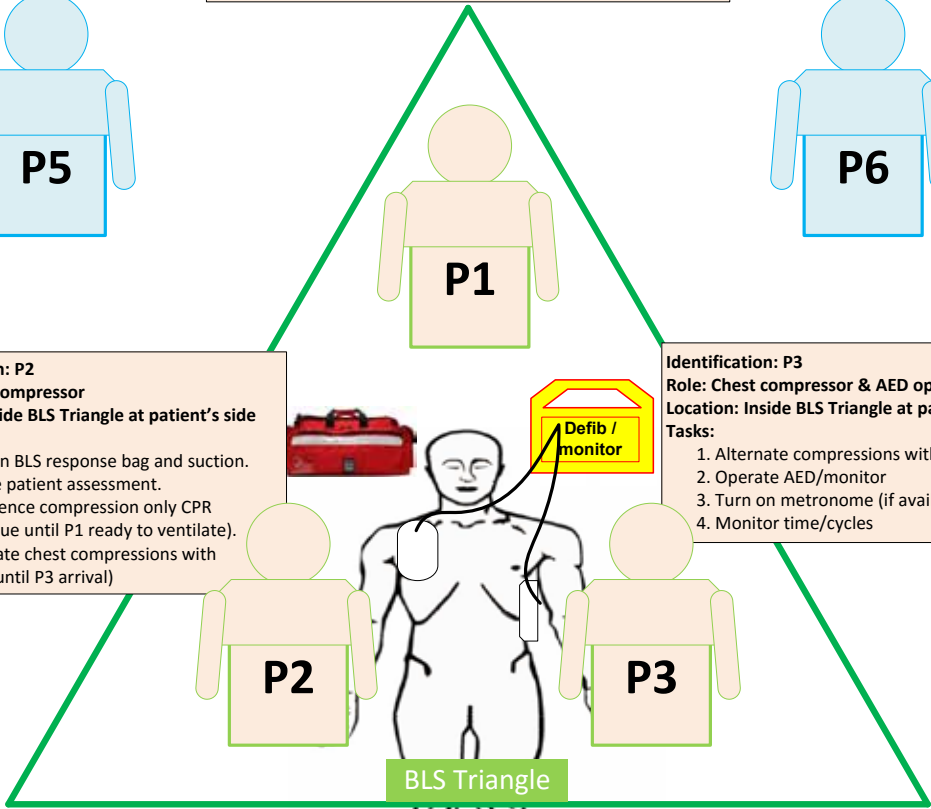 P5
P6
P1
n: P2
ompressor
ide BLS Triangle at patient's side
n BLS response bag and suction.
e patient assessment.
ence compression only CPR
ue until P1 ready to ventilate).
ate chest compressions with
until P3 arrival)
Identification: P3
Role: Chest compressor & AED op
Location: Inside BLS Triangle at pa
Tasks:
1. Alternate compressions with
2. Operate AED/monitor
3. Turn on metronome (if avai
4. Monitor time/cycles
Defib /
monitor
P2
P3
BLS Triangle